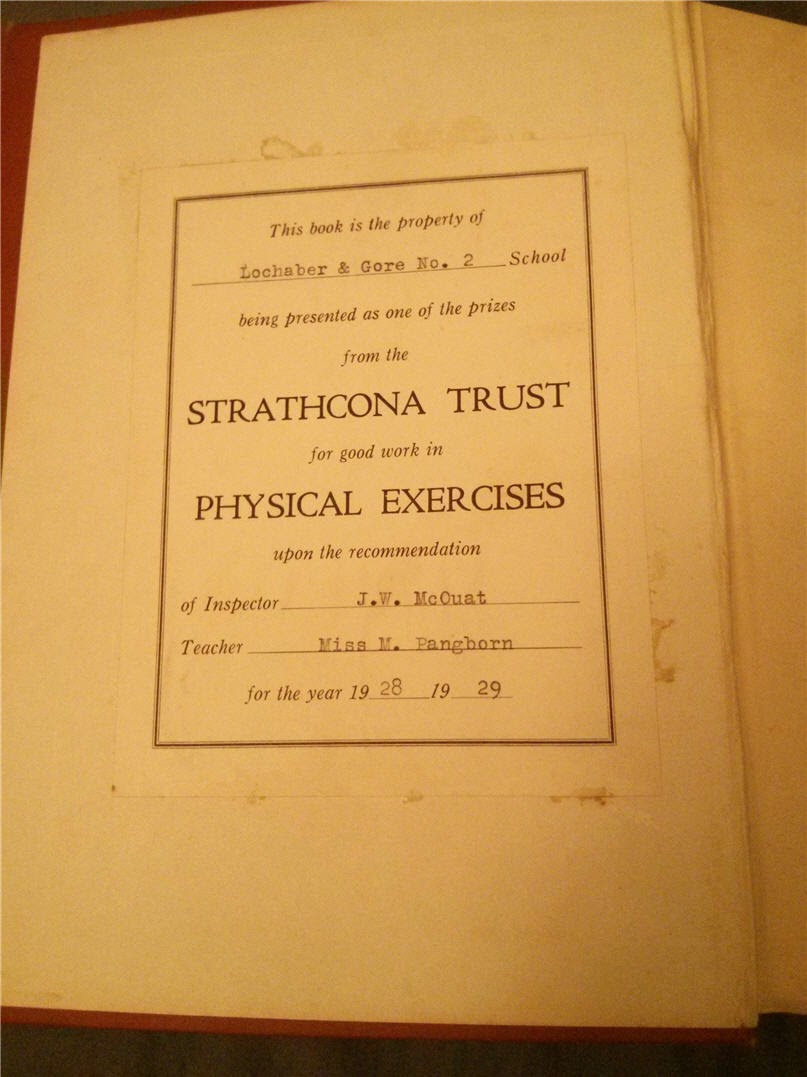 This book is the property of
Lochaber & Gore No. 2 School
being presented as one of the prizes
from the
STRATHCONA TRUST
for good work in
PHYSICAL EXERCISES
upon the recommendation
of Inspector J.W. McOuat
Teacher Miss M. Pangborn
for the year 1928 1929